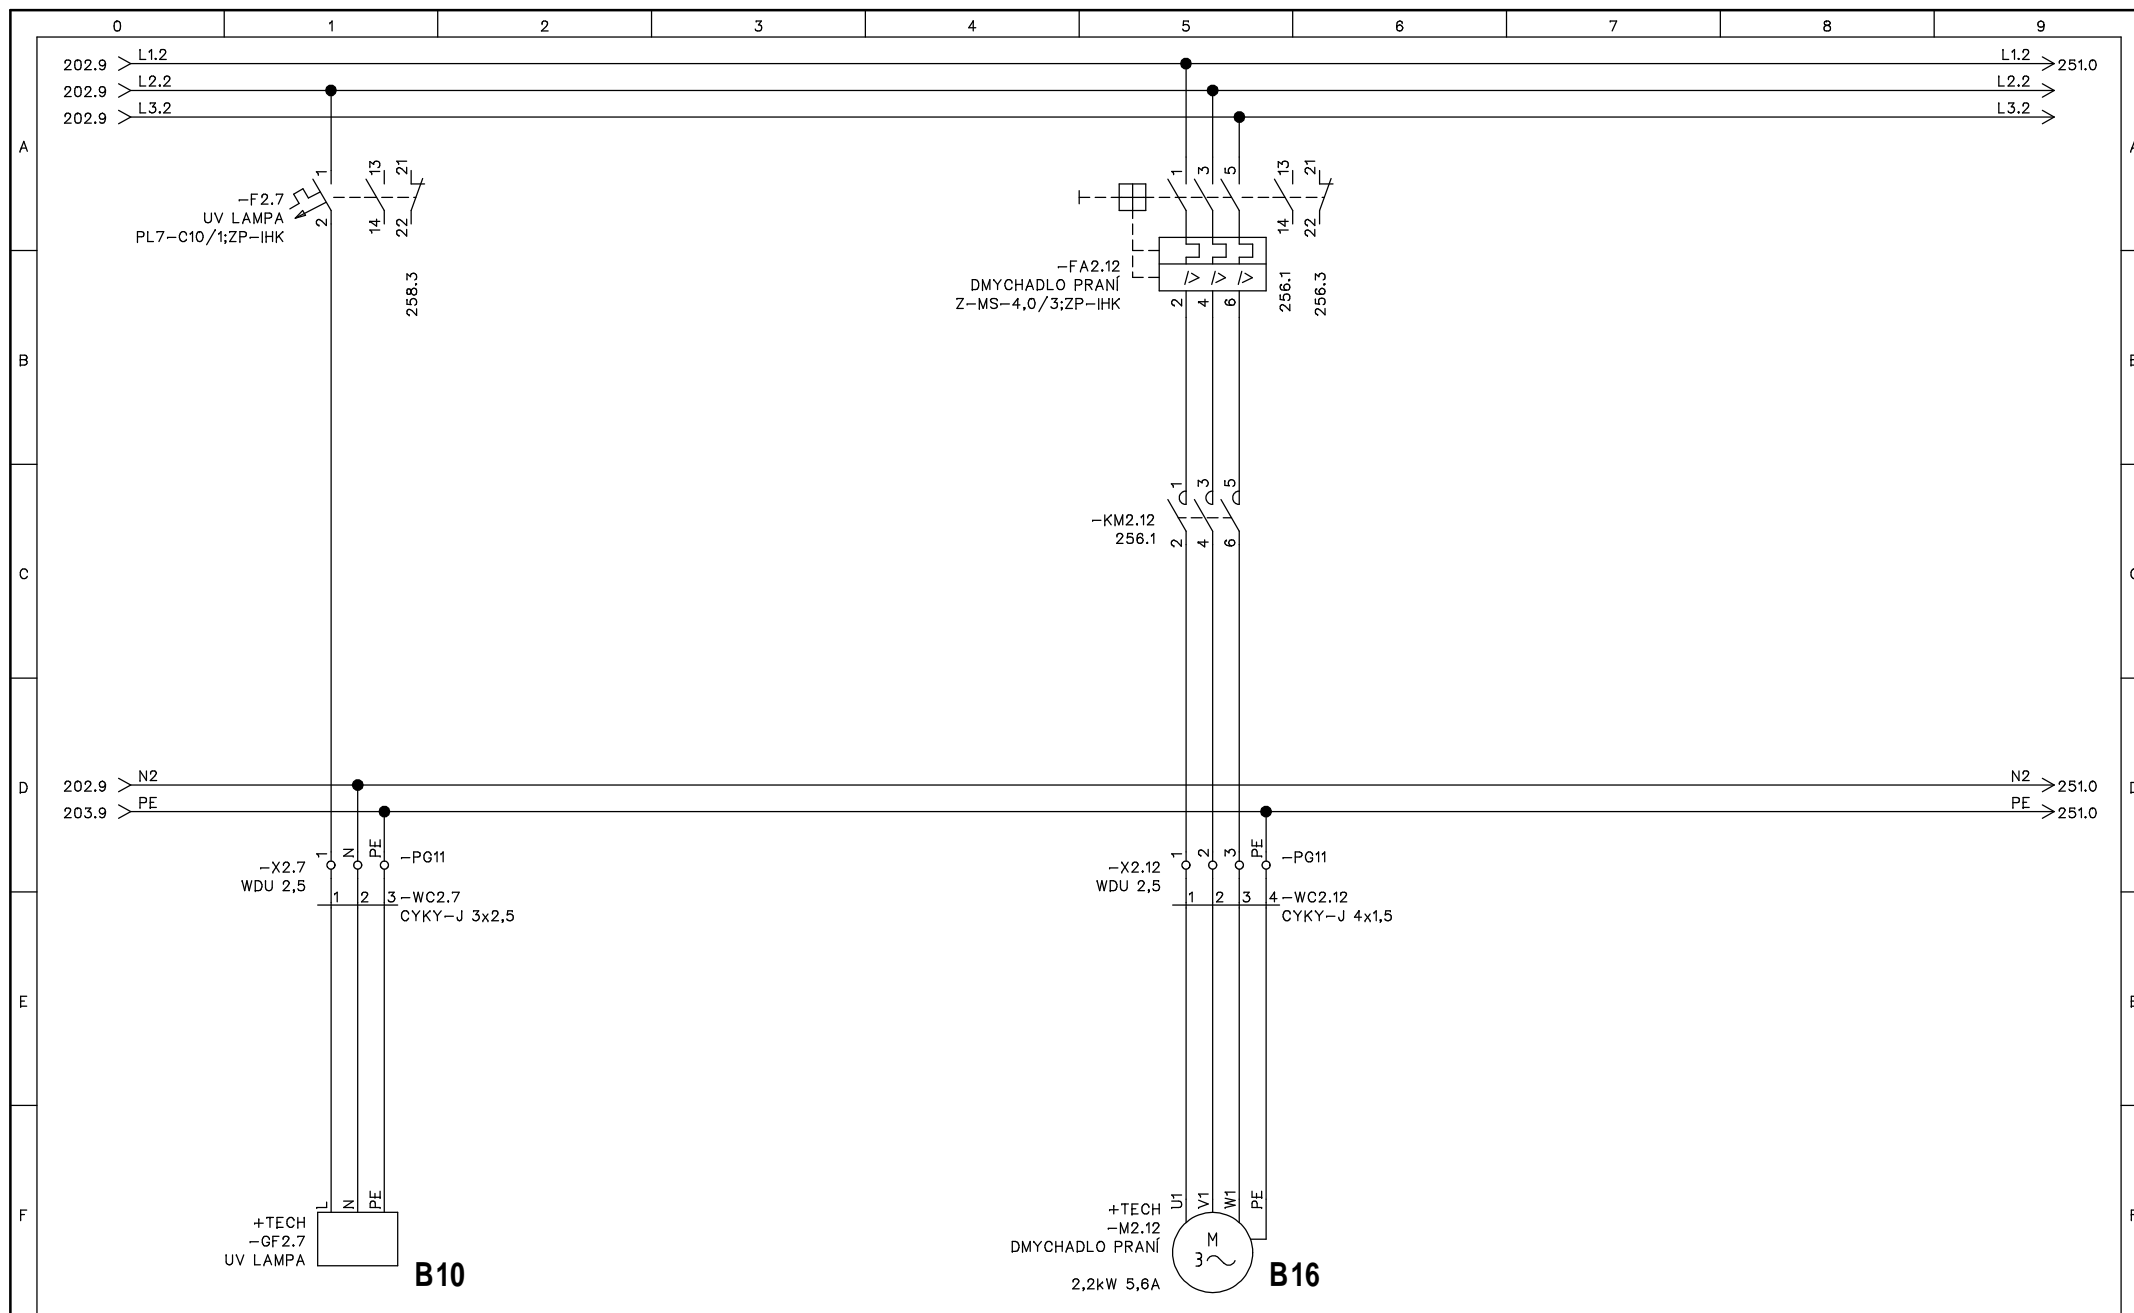 0 1 2 3 4 5 6 7 8 9
202.9 L1.2 L1.2 251.0
202.9 L2.2 L2.2
202.9 L3.2 L3.2
A
1 13 21
-F2.7
UV LAMPA
PL7-C10/1;ZP-IHK
2 14 22
258.3
1 3 5 13 21
14 22
-FA2.12
DMYCHADLO PRANÍ
Z-MS-4,0/3;ZP-IHK
I> I> I>
2 4 6
256.1
256.3
B
1 3 5
-KM2.12
256.1
2 4 6
C
D
202.9 N2 N2 251.0
203.9 PE PE 251.0
1 N PE -PG11
-X2.7
WDU 2,5
1 2 3 -WC2.7
CYKY-J 3x2,5
1 2 3 PE -PG11
-X2.12
WDU 2,5
1 2 3 4 -WC2.12
CYKY-J 4x1,5
E
F
L N PE
+TECH
-GF2.7
UV LAMPA
B10
U1 V1 W1 PE
+TECH
-M2.12
DMYCHADLO PRANÍ
2,2kW 5,6A
M
3~
B16